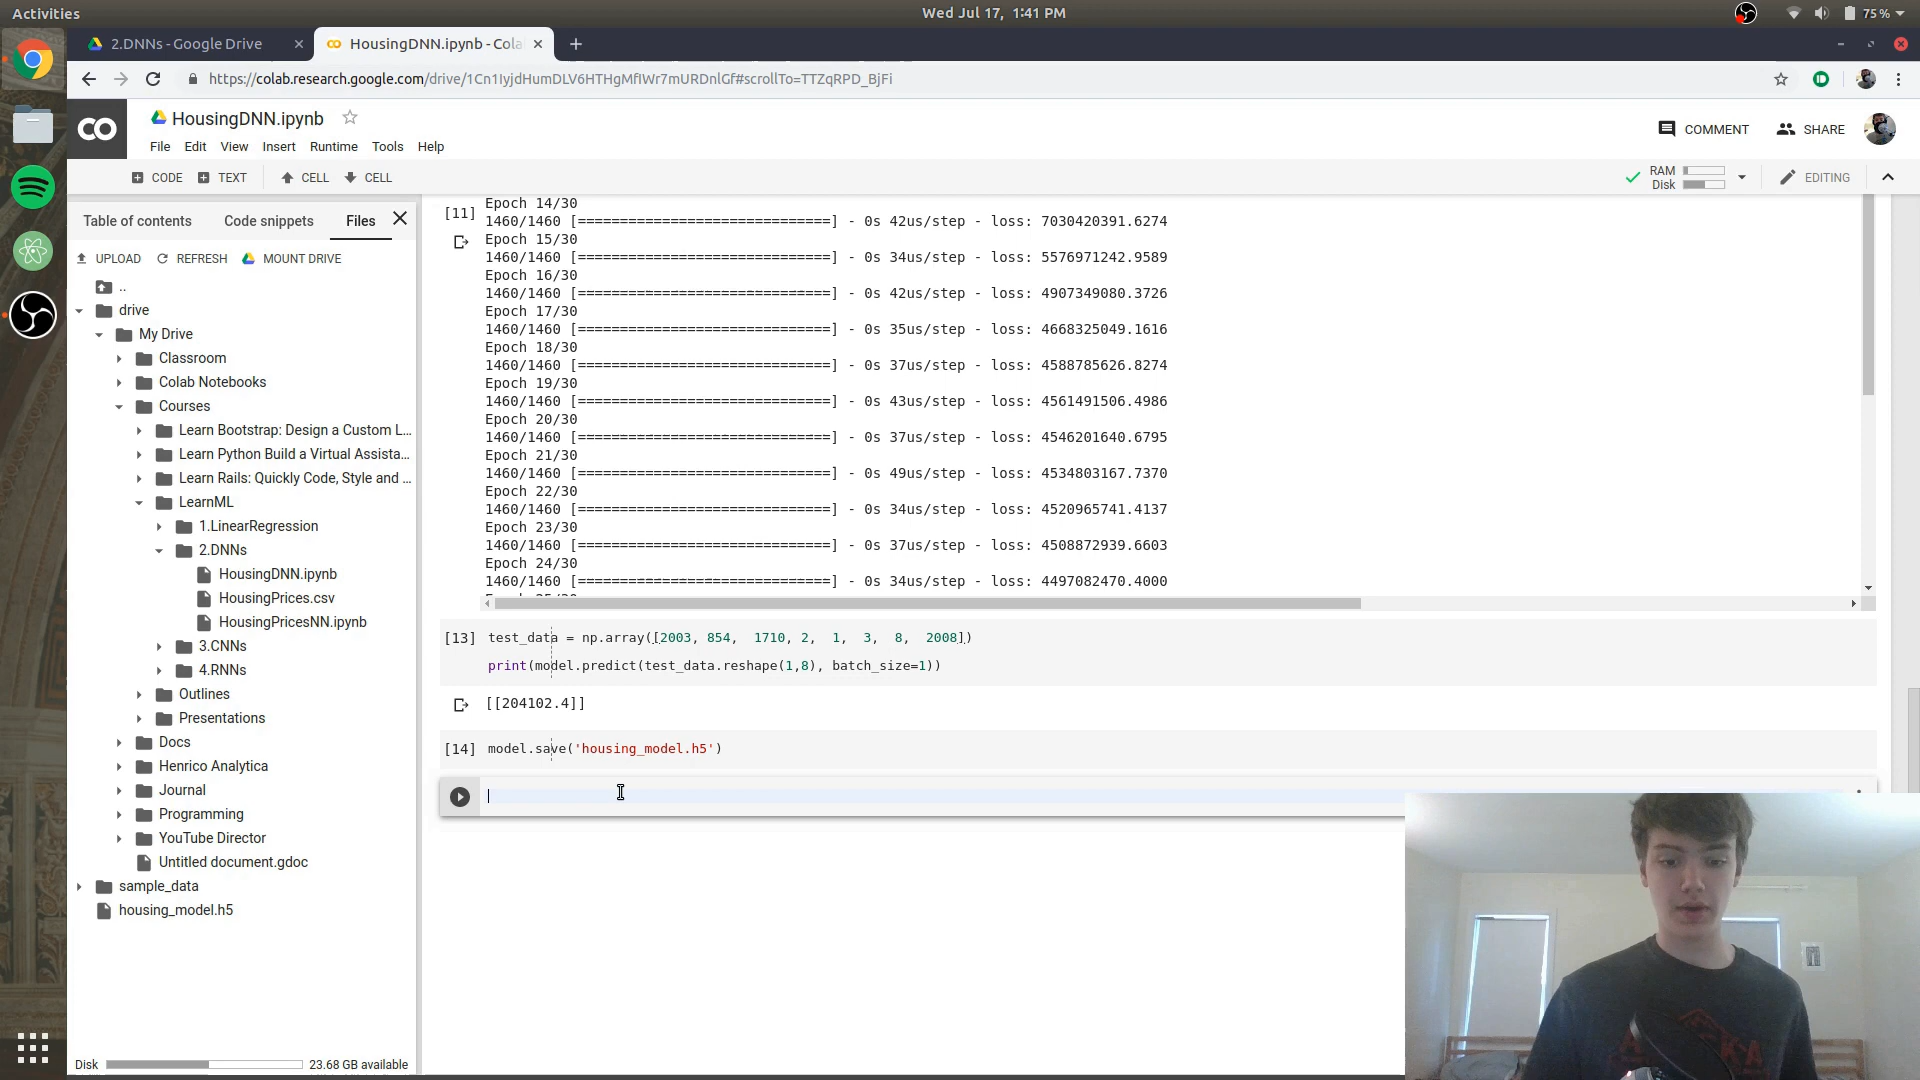 Activities
Wed Jul 17, 1:41 PM
75%
2.DNNs - Google Drive
HousingDNN.ipynb - Cola
https://colab.research.google.com/drive/1Cn1IyjdHumDLV6HTHgMfIWr7mURDnlGf#scrollTo=TTZqRPD_BjFi
CO
HousingDNN.ipynb
COMMENT
SHARE
File Edit View Insert Runtime Tools Help
CODE TEXT CELL CELL
RAM
Disk
EDITING
Table of contents
Code snippets
Files
UPLOAD REFRESH MOUNT DRIVE
..
drive
My Drive
Classroom
Colab Notebooks
Courses
Learn Bootstrap: Design a Custom L...
Learn Python Build a Virtual Assista...
Learn Rails: Quickly Code, Style and ...
LearnML
1.LinearRegression
2.DNNs
HousingDNN.ipynb
HousingPrices.csv
HousingPricesNN.ipynb
3.CNNs
4.RNNs
Outlines
Presentations
Docs
Henrico Analytica
Journal
Programming
YouTube Director
Untitled document.gdoc
sample_data
housing_model.h5
Disk
23.68 GB available
[11]
Epoch 14/30
1460/1460 [==============================] - 0s 42us/step - loss: 7030420391.6274
Epoch 15/30
1460/1460 [==============================] - 0s 34us/step - loss: 5576971242.9589
Epoch 16/30
1460/1460 [==============================] - 0s 42us/step - loss: 4907349080.3726
Epoch 17/30
1460/1460 [==============================] - 0s 35us/step - loss: 4668325049.1616
Epoch 18/30
1460/1460 [==============================] - 0s 37us/step - loss: 4588785626.8274
Epoch 19/30
1460/1460 [==============================] - 0s 43us/step - loss: 4561491506.4986
Epoch 20/30
1460/1460 [==============================] - 0s 37us/step - loss: 4546201640.6795
Epoch 21/30
1460/1460 [==============================] - 0s 49us/step - loss: 4534803167.7370
Epoch 22/30
1460/1460 [==============================] - 0s 34us/step - loss: 4520965741.4137
Epoch 23/30
1460/1460 [==============================] - 0s 37us/step - loss: 4508872939.6603
Epoch 24/30
1460/1460 [==============================] - 0s 34us/step - loss: 4497082470.4000
[13] test_data = np.array([2003, 854, 1710, 2, 1, 3, 8, 2008])
print(model.predict(test_data.reshape(1,8), batch_size=1))
[[204102.4]]
[14] model.save('housing_model.h5')